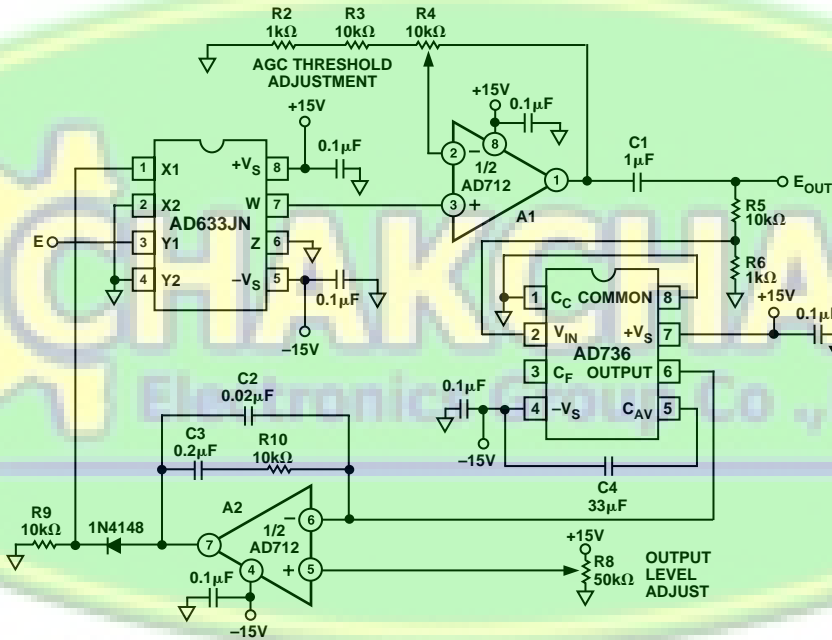 R2
1kΩ
R3
10kΩ
R4
10kΩ
AGC THRESHOLD
ADJUSTMENT
+15V
0.1µF
+15V
0.1µF
1 X1
+VS 8
2 X2
W 7
AD633JN
E
3 Y1
Z 6
4 Y2
–VS 5
0.1µF
–15V
2 –
8
1/2
AD712
3 +
1
A1
C1
1µF
EOUT
R5
10kΩ
R6
1kΩ
+15V
0.1µF
1 CC COMMON 8
2 VIN
+VS 7
AD736
3 CF OUTPUT 6
4 –VS
CAV 5
0.1µF
–15V
C4
33µF
CHAKCHA
Electronics Group Co .,
C2
0.02µF
C3
0.2µF
R10
10kΩ
A2
R9
10kΩ
1N4148
7
– 6
1/2
AD712
4
+ 5
0.1µF
–15V
+15V
R8
50kΩ
OUTPUT
LEVEL
ADJUST